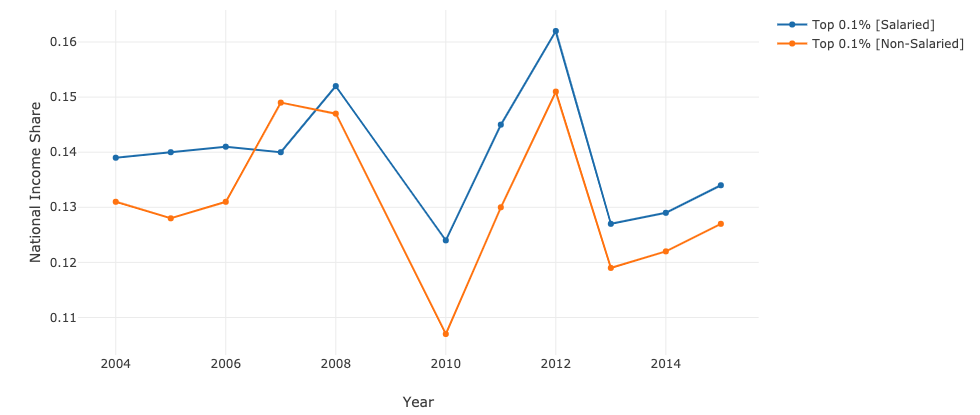 Top 0.1% [Salaried]
Top 0.1% [Non-Salaried]
National Income Share
0.16
0.15
0.14
0.13
0.12
0.11
2004 2006 2008 2010 2012 2014
Year